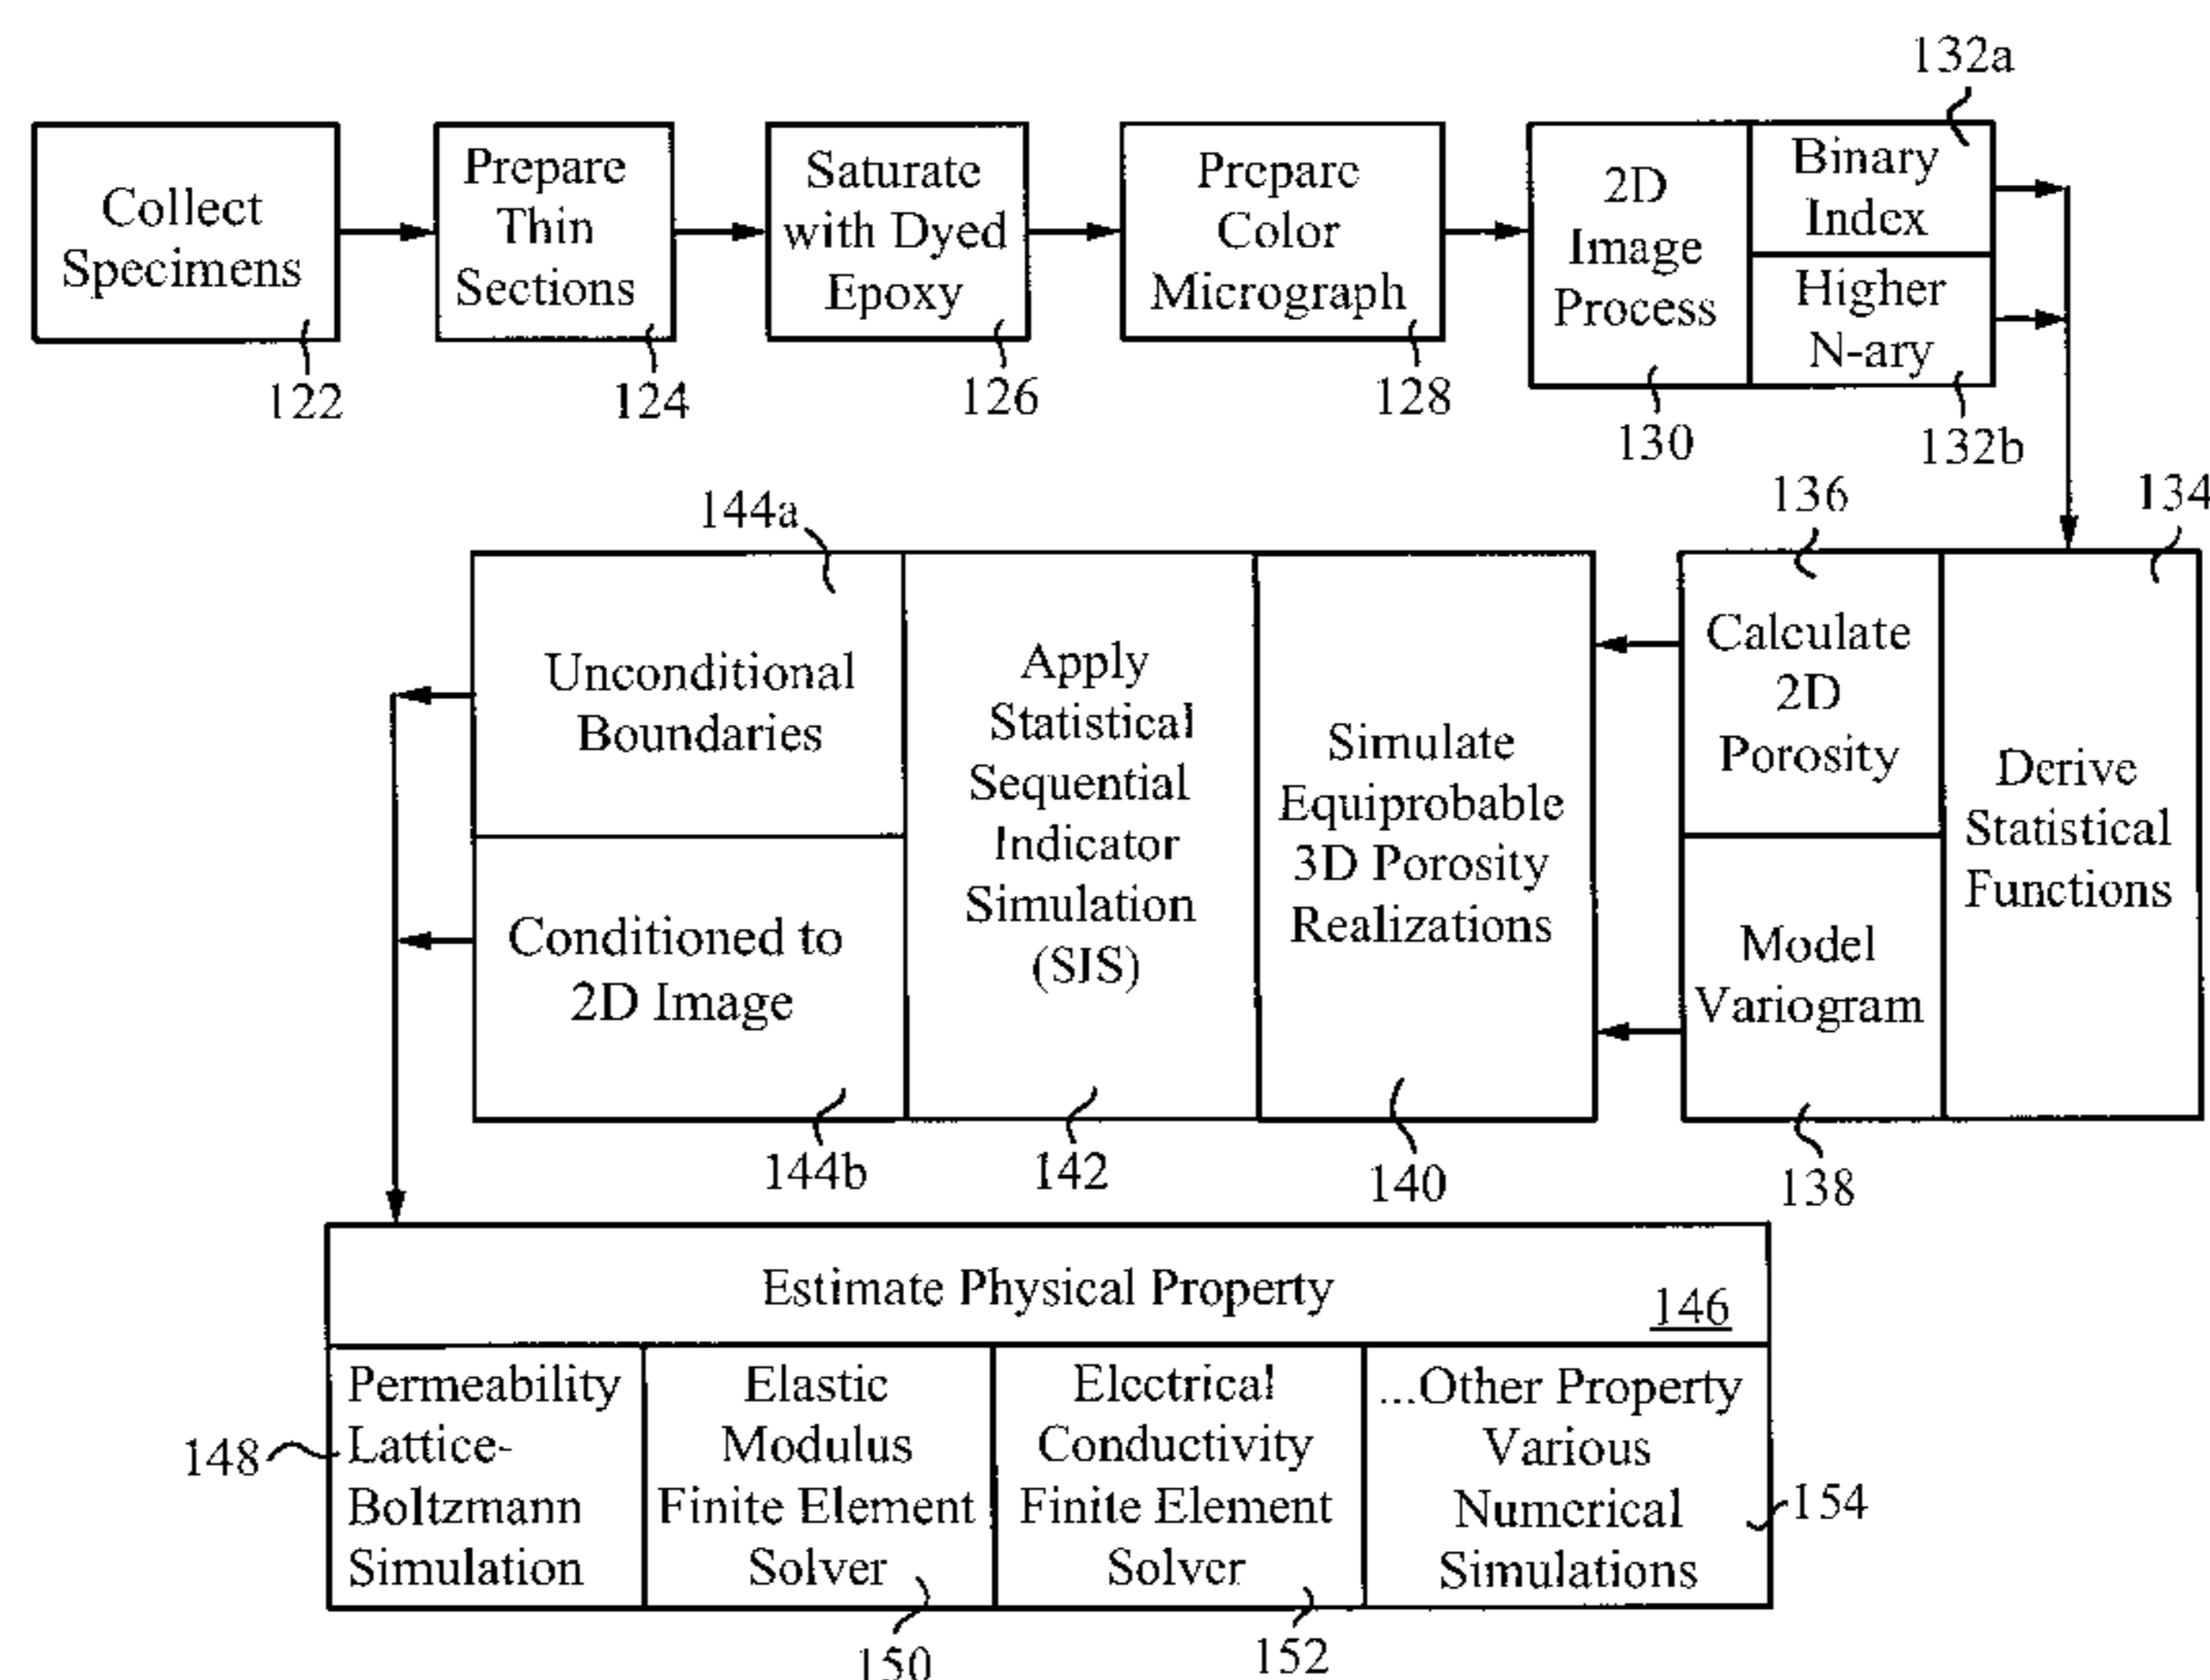 132a
Collect
Specimens
122
Prepare
Thin
Sections
124
Saturate
with Dyed
Epoxy
126
Prepare
Color
Micrograph
128
2D
Image
Process
130
Binary
Index
Higher
N-ary
132b
134
136
Derive
Statistical
Functions
Calculate
2D
Porosity
Model
Variogram
138
Simulate
Equiprobable
3D Porosity
Realizations
140
Apply
Statistical
Sequential
Indicator
Simulation
(SIS)
142
144a
Unconditional
Boundaries
Conditioned to
2D Image
144b
Estimate Physical Property
146
Permeability
Lattice-
Boltzmann
Simulation
148
Elastic
Modulus
Finite Element
Solver
150
Electrical
Conductivity
Finite Element
Solver
152
...Other Property
Various
Numerical
Simulations
154